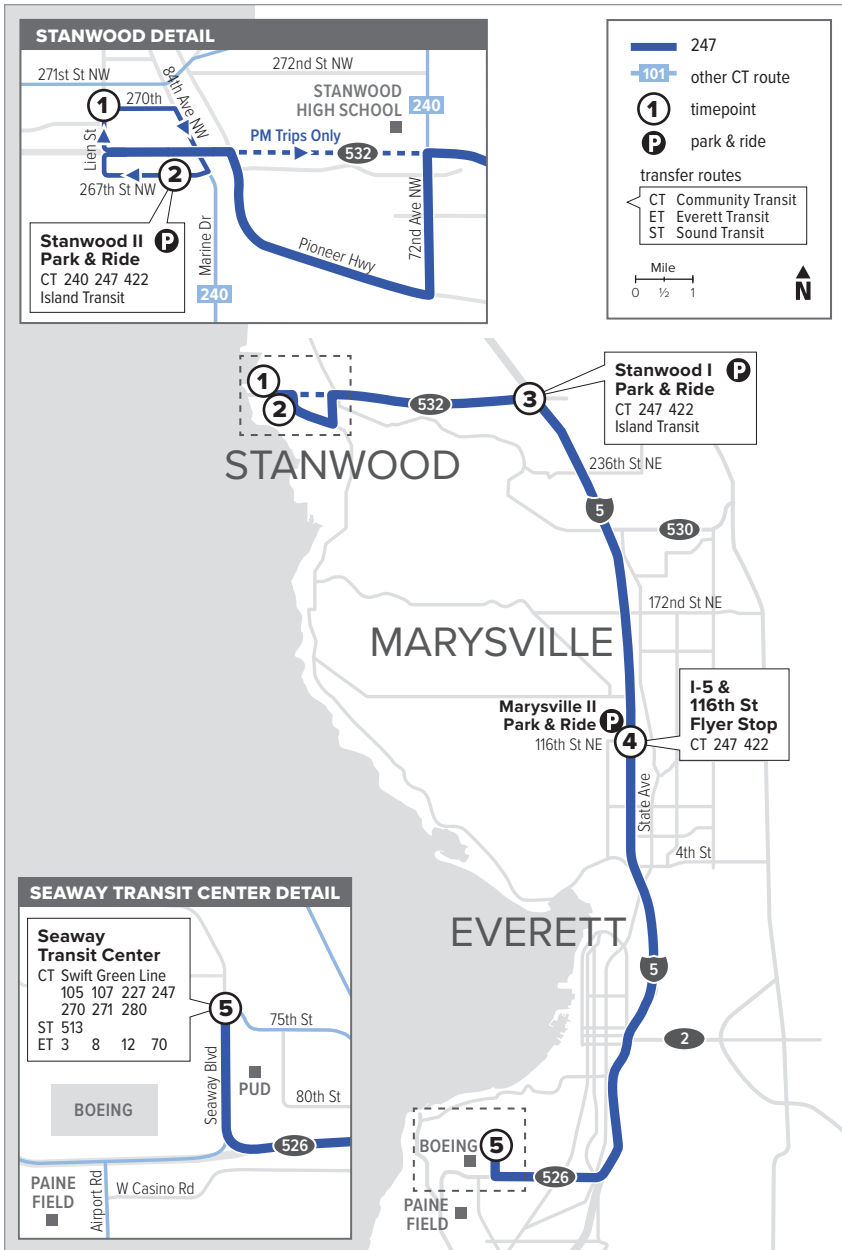 STANWOOD DETAIL
271st St NW
272nd St NW
84th Ave NW
270th
1
STANWOOD
HIGH SCHOOL
240
PM Trips Only
532
Lien St
2
267th St NW
Stanwood II
Park & Ride
P
CT 240 247 422
Island Transit
Marine Dr
240
Pioneer Hwy
72nd Ave NW
247
101
other CT route
1
timepoint
P
park & ride
transfer routes
CT Community Transit
ET Everett Transit
ST Sound Transit
Mile
0 ½ 1
N
1
2
532
3
Stanwood I
Park & Ride
P
CT 247 422
Island Transit
STANWOOD
236th St NE
5
530
172nd St NE
MARYSVILLE
Marysville II
Park & Ride
P
116th St NE
4
I-5 &
116th St
Flyer Stop
CT 247 422
State Ave
4th St
EVERETT
5
2
BOEING
5
526
PAINE
FIELD
SEAWAY TRANSIT CENTER DETAIL
Seaway
Transit Center
CT Swift Green Line
105 107 227 247
270 271 280
ST 513
ET 3 8 12 70
5
75th St
Seaway Blvd
PUD
80th St
BOEING
526
PAINE
FIELD
Airport Rd
W Casino Rd